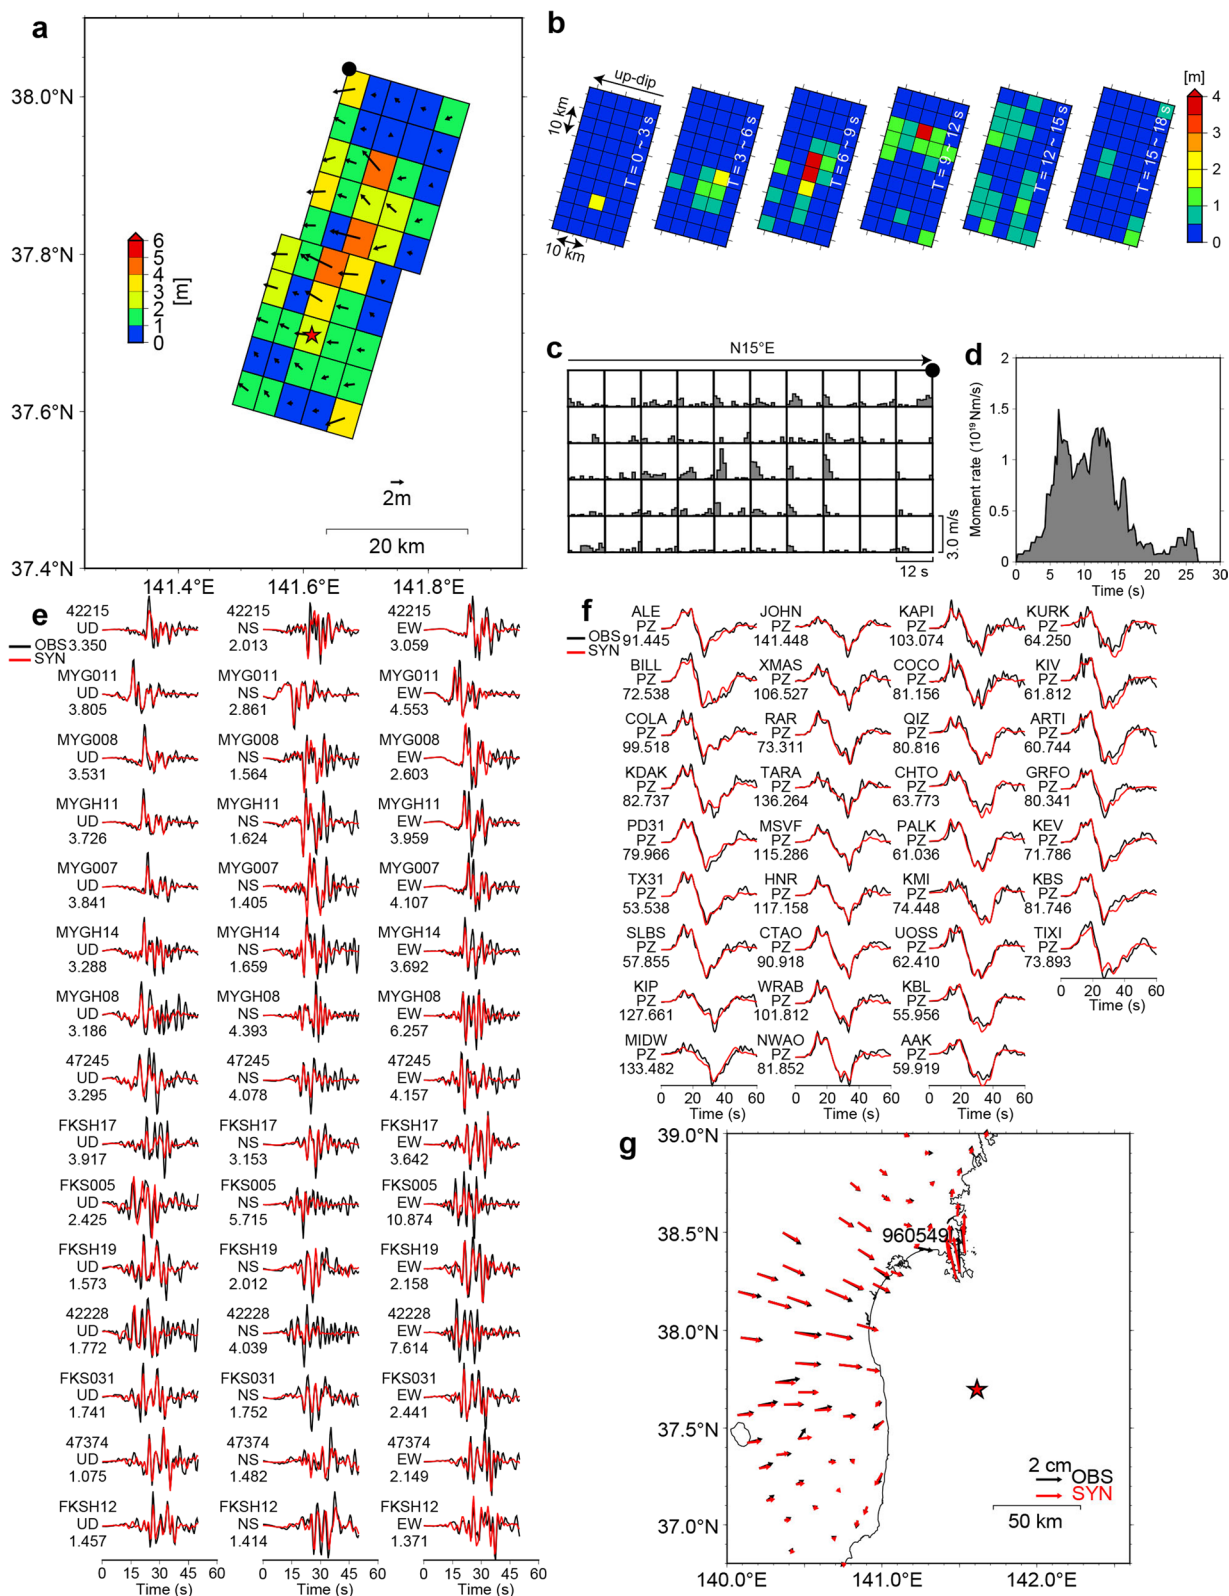 a
38.0°N
37.8°N
37.6°N
37.4°N
141.4°E
141.6°E
141.8°E
6
5
4
3
2
1
0
[m]
2m
20 km
b
up-dip
10 km
10 km
T = 0 ~ 3 s
T = 3 ~ 6 s
T = 6 ~ 9 s
T = 9 ~ 12 s
T = 12 ~ 15 s
T = 15 ~ 18 s
[m]
4
3
2
1
0
c
N15°E
3.0 m/s
12 s
d
Moment rate (10¹⁹ Nm/s)
2
1.5
1
0.5
0
0 5 10 15 20 25 30
Time (s)
e
OBS
SYN
42215 UD 3.350
42215 NS 2.013
42215 EW 3.059
MYG011 UD 3.805
MYG011 NS 2.861
MYG011 EW 4.553
MYG008 UD 3.531
MYG008 NS 1.564
MYG008 EW 2.603
MYGH11 UD 3.726
MYGH11 NS 1.624
MYGH11 EW 3.959
MYG007 UD 3.841
MYG007 NS 1.405
MYG007 EW 4.107
MYGH14 UD 3.288
MYGH14 NS 1.659
MYGH14 EW 3.692
MYGH08 UD 3.186
MYGH08 NS 4.393
MYGH08 EW 6.257
47245 UD 3.295
47245 NS 4.078
47245 EW 4.157
FKSH17 UD 3.917
FKSH17 NS 3.153
FKSH17 EW 3.642
FKS005 UD 2.425
FKS005 NS 5.715
FKS005 EW 10.874
FKSH19 UD 1.573
FKSH19 NS 2.012
FKSH19 EW 2.158
42228 UD 1.772
42228 NS 4.039
42228 EW 7.614
FKS031 UD 1.741
FKS031 NS 1.752
FKS031 EW 2.441
47374 UD 1.075
47374 NS 1.482
47374 EW 2.149
FKSH12 UD 1.457
FKSH12 NS 1.414
FKSH12 EW 1.371
0 15 30 45 60
Time (s)
0 15 30 45 60
Time (s)
0 15 30 45 60
Time (s)
f
OBS
SYN
ALE PZ 91.445
JOHN PZ 141.448
KAPI PZ 103.074
KURK PZ 64.250
BILL PZ 72.538
XMAS PZ 106.527
COCO PZ 81.156
KIV PZ 61.812
COLA PZ 99.518
RAR PZ 73.311
QIZ PZ 80.816
ARTI PZ 60.744
KDAK PZ 82.737
TARA PZ 136.264
CHTO PZ 63.773
GRFO PZ 80.341
PD31 PZ 79.966
MSVF PZ 115.286
PALK PZ 61.036
KEV PZ 71.786
TX31 PZ 53.538
HNR PZ 117.158
KMI PZ 74.448
KBS PZ 81.746
SLBS PZ 57.855
CTAO PZ 90.918
UOSS PZ 62.410
TIXI PZ 73.893
KIP PZ 127.661
WRAB PZ 101.812
KBL PZ 55.956
MIDW PZ 133.482
NWAO PZ 81.852
AAK PZ 59.919
0 20 40 60
Time (s)
0 20 40 60
Time (s)
0 20 40 60
Time (s)
0 20 40 60
Time (s)
g
39.0°N
38.5°N
38.0°N
37.5°N
37.0°N
140.0°E
141.0°E
142.0°E
960549
2 cm
OBS
SYN
50 km